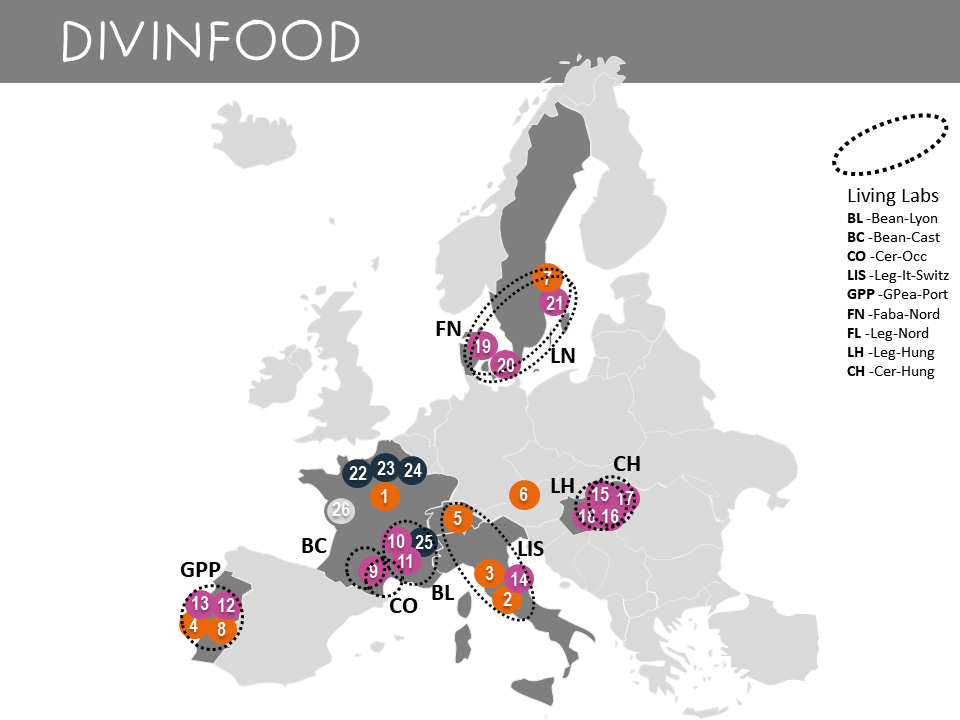 DIVINFOOD
Living Labs
BL -Bean-Lyon
BC -Bean-Cast
CO -Cer-Occ
LIS -Leg-It-Switz
GPP -GPea-Port
FN -Faba-Nord
FL -Leg-Nord
LH -Leg-Hung
CH -Cer-Hung
7
21
FN
19
LN
20
CH
22 23 24
LH
1
6
15 17
26
5
16
10 25
BC
LIS
11
9
3
14
GPP
BL
CO
2
13 12
4 8